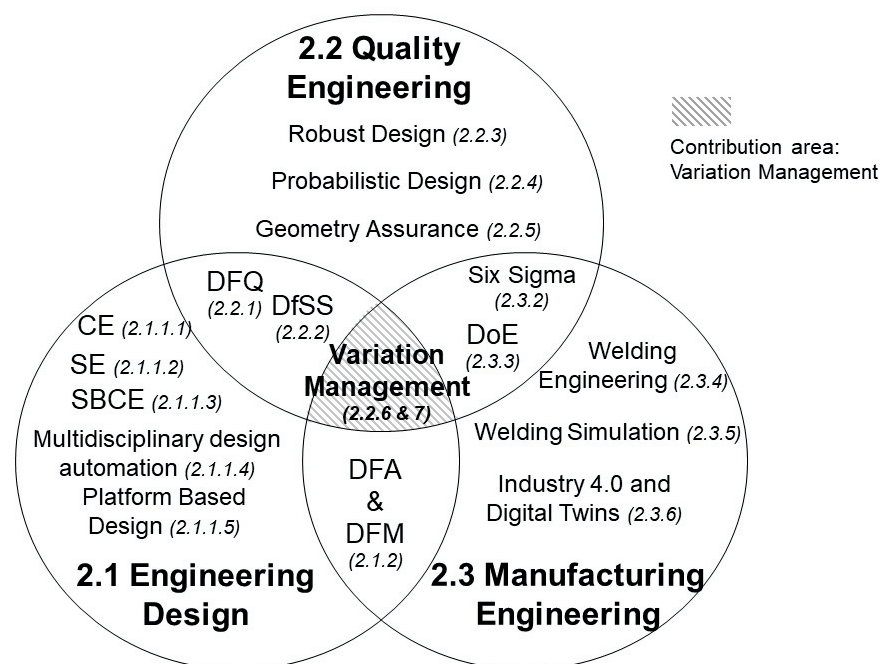 2.2 Quality
Engineering
Robust Design (2.2.3)
Probabilistic Design (2.2.4)
Geometry Assurance (2.2.5)
Contribution area:
Variation Management
DFQ
(2.2.1)
DfSS
(2.2.2)
Six Sigma
(2.3.2)
DoE
(2.3.3)
CE (2.1.1.1)
SE (2.1.1.2)
SBCE (2.1.1.3)
Multidisciplinary design
automation (2.1.1.4)
Platform Based
Design (2.1.1.5)
Variation
Management
(2.2.6 & 7)
Welding
Engineering (2.3.4)
Welding Simulation (2.3.5)
Industry 4.0 and
Digital Twins (2.3.6)
DFA
&
DFM
(2.1.2)
2.1 Engineering
Design
2.3 Manufacturing
Engineering